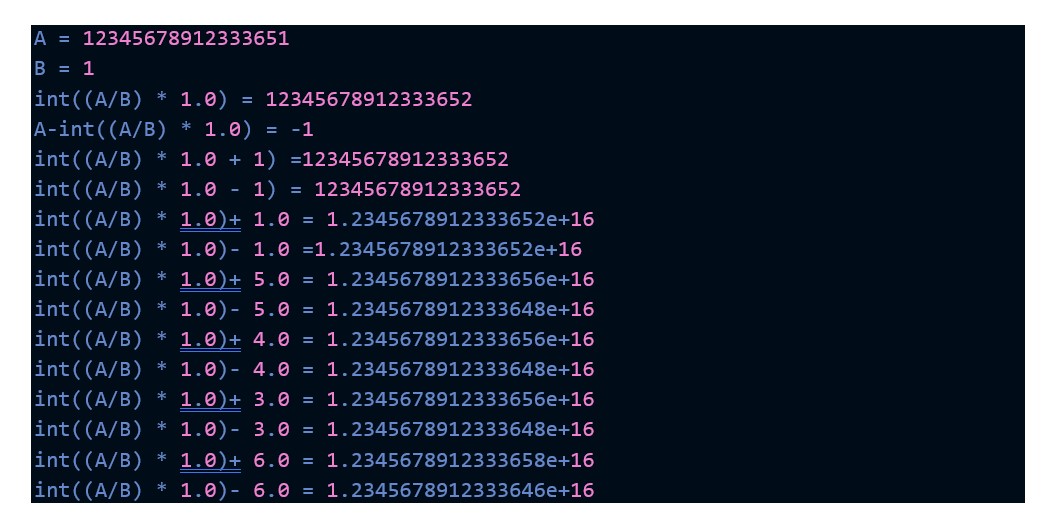 A = 12345678912333651
B = 1
int((A/B) * 1.0) = 12345678912333652
A-int((A/B) * 1.0) = -1
int((A/B) * 1.0 + 1) =12345678912333652
int((A/B) * 1.0 - 1) = 12345678912333652
int((A/B) * 1.0)+ 1.0 = 1.2345678912333652e+16
int((A/B) * 1.0)- 1.0 =1.2345678912333652e+16
int((A/B) * 1.0)+ 5.0 = 1.2345678912333656e+16
int((A/B) * 1.0)- 5.0 = 1.2345678912333648e+16
int((A/B) * 1.0)+ 4.0 = 1.2345678912333656e+16
int((A/B) * 1.0)- 4.0 = 1.2345678912333648e+16
int((A/B) * 1.0)+ 3.0 = 1.2345678912333656e+16
int((A/B) * 1.0)- 3.0 = 1.2345678912333648e+16
int((A/B) * 1.0)+ 6.0 = 1.2345678912333658e+16
int((A/B) * 1.0)- 6.0 = 1.2345678912333646e+16